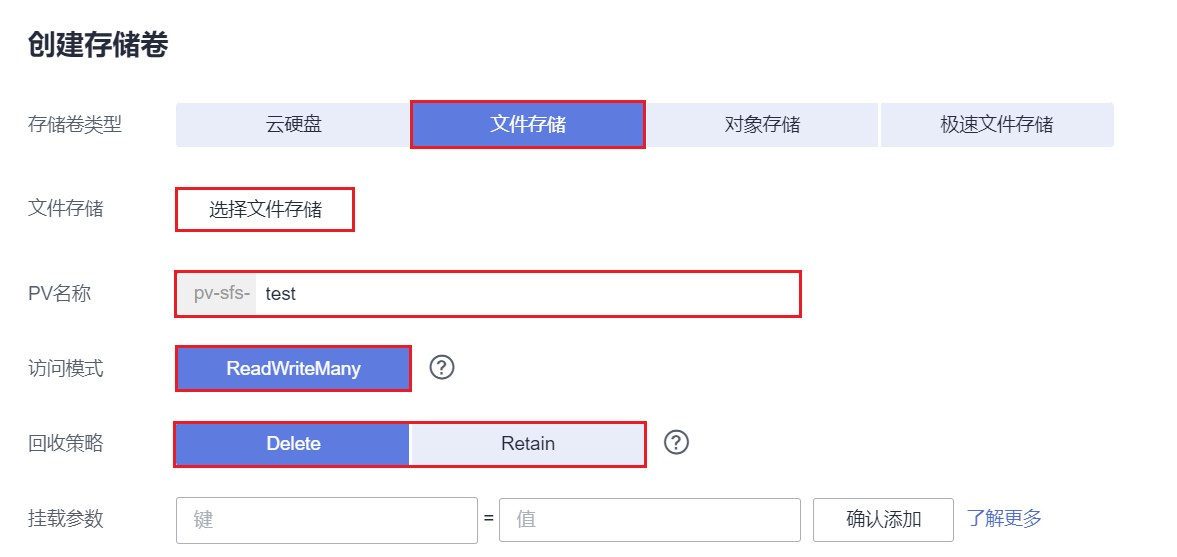 创建存储卷
存储卷类型 云硬盘 文件存储 对象存储 极速文件存储
文件存储 选择文件存储
PV名称 pv-sfs- test
访问模式 ReadWriteMany ?
回收策略 Delete Retain ?
挂载参数 键 = 值 确认添加 了解更多